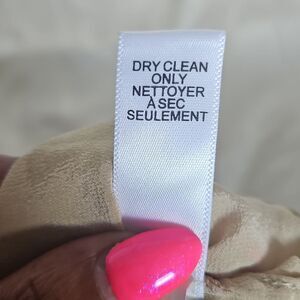 DRY CLEAN
ONLY
NETTOYER
À SEC
SEULEMENT